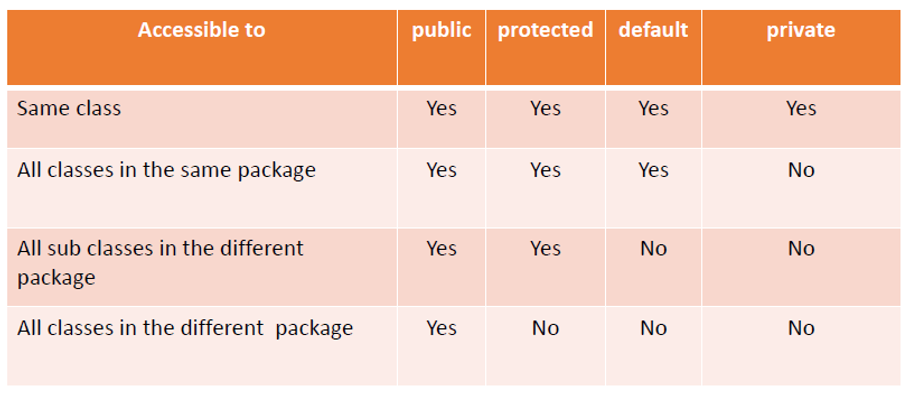 Accessible to public protected default private
Same class Yes Yes Yes Yes
All classes in the same package Yes Yes Yes No
All sub classes in the different Yes Yes No No
package
All classes in the different package Yes No No No